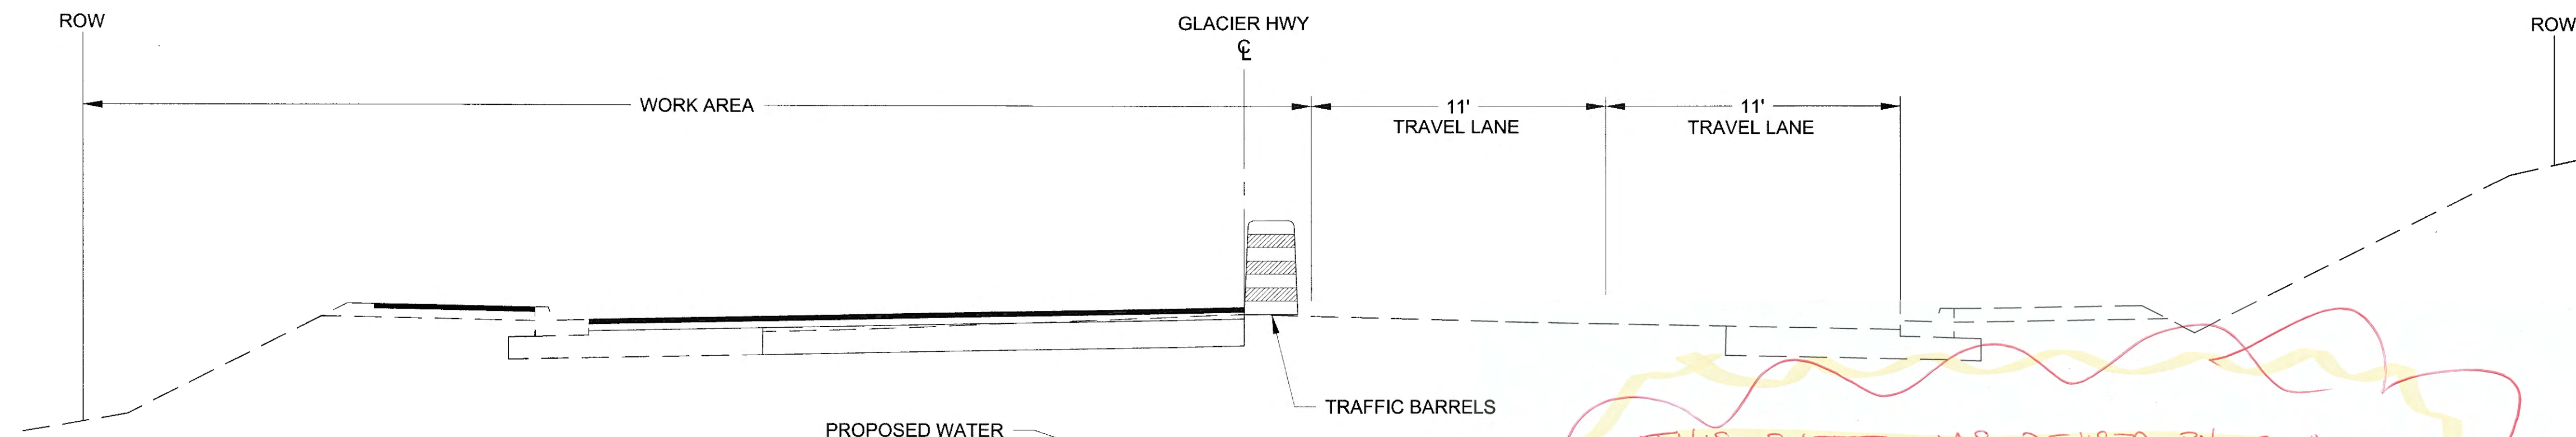 ROW
GLACIER HWY
ROW
℄
WORK AREA
11'
TRAVEL LANE
11'
TRAVEL LANE
TRAFFIC BARRELS
PROPOSED WATER